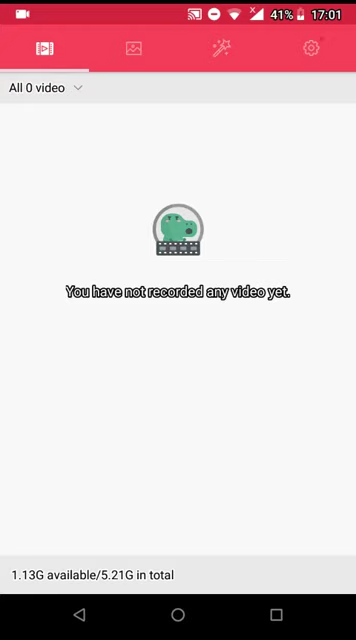 41% 17:01
All 0 video
You have not recorded any video yet.
1.13G available/5.21G in total